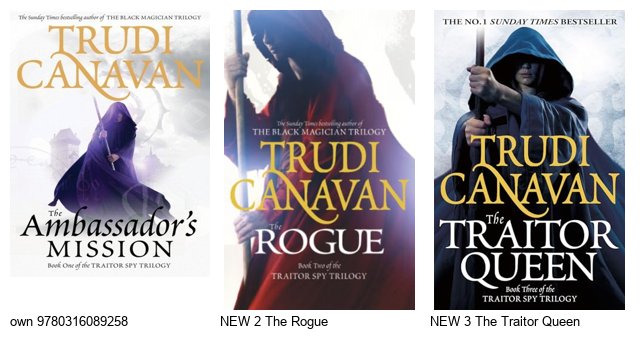 The Sunday Times bestselling author of THE BLACK MAGICIAN TRILOGY
TRUDI
CANAVAN
The
Ambassador's
MISSION
Book One of the TRAITOR SPY TRILOGY
own 9780316089258
The Sunday Times bestselling author of
THE BLACK MAGICIAN TRILOGY
TRUDI
CANAVAN
The
ROGUE
Book Two of the
TRAITOR SPY TRILOGY
NEW 2 The Rogue
THE NO.1 SUNDAY TIMES BESTSELLER
TRUDI
CANAVAN
The
TRAITOR
QUEEN
Book Three of the
TRAITOR SPY TRILOGY
NEW 3 The Traitor Queen